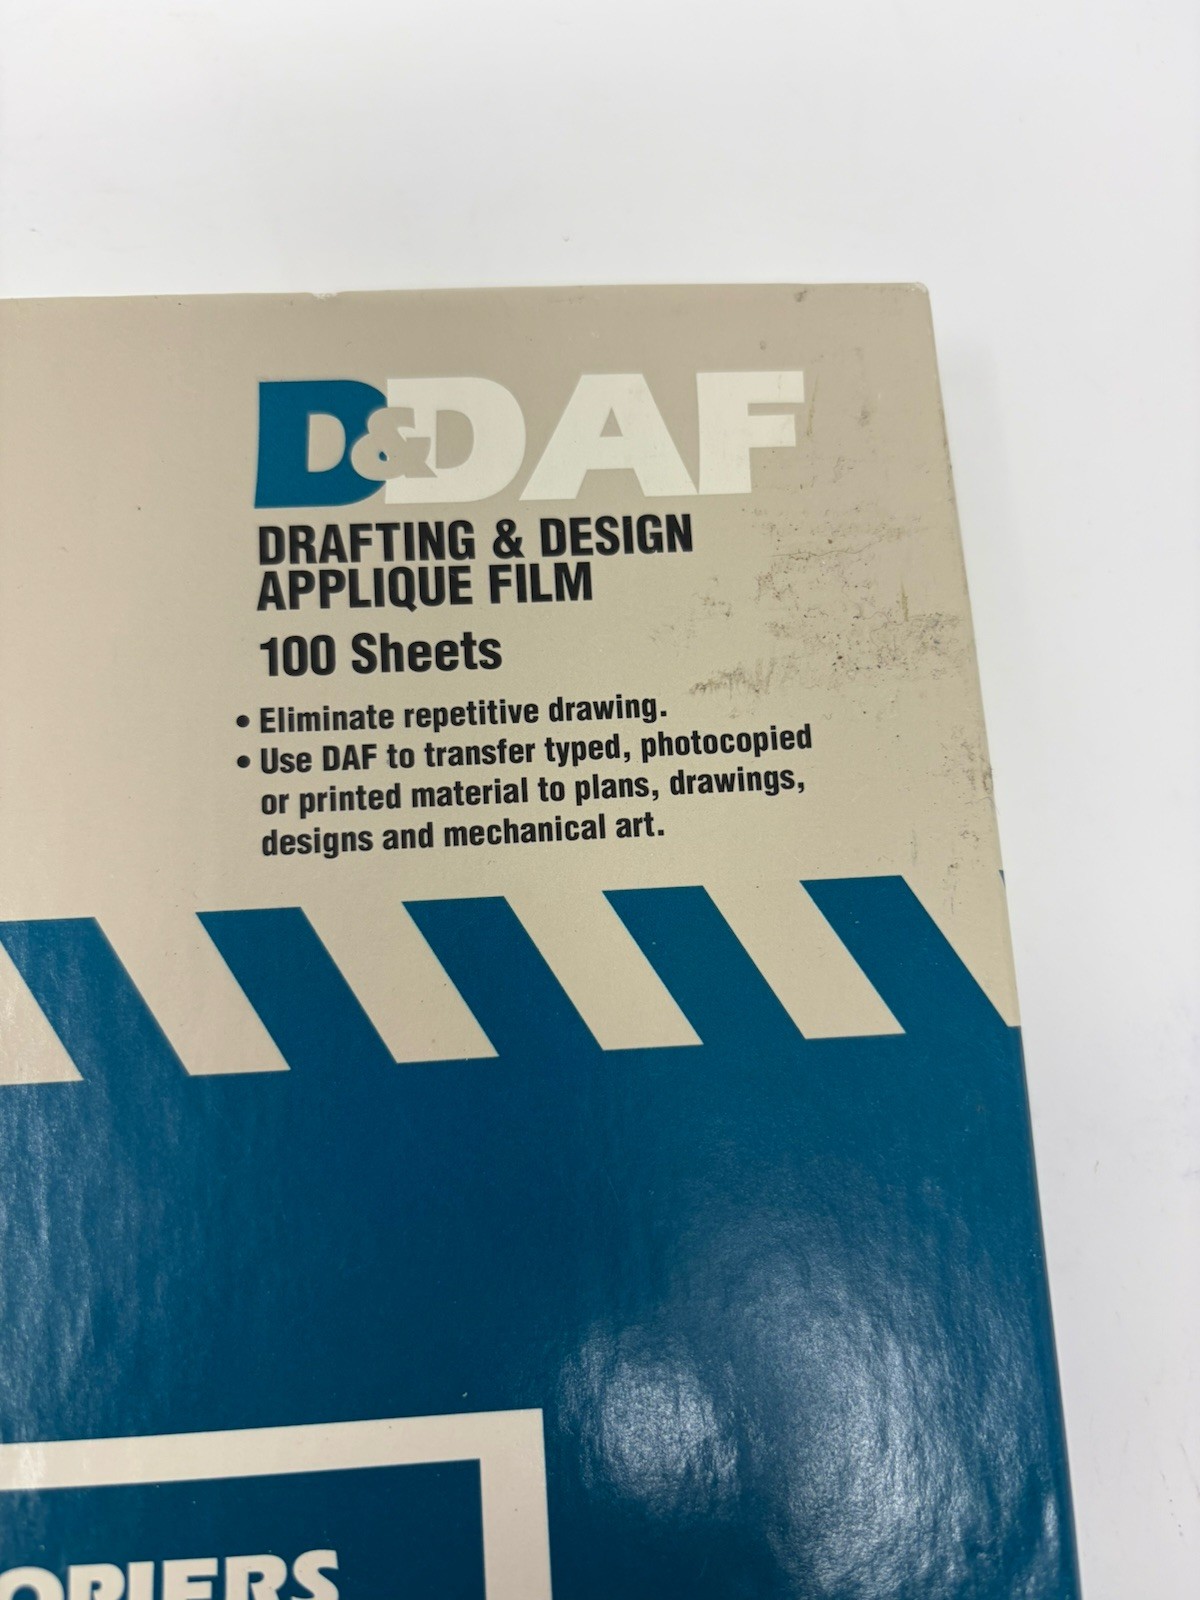 D&DAF
DRAFTING & DESIGN
APPLIQUE FILM
100 Sheets
• Eliminate repetitive drawing.
• Use DAF to transfer typed, photocopied
or printed material to plans, drawings,
designs and mechanical art.